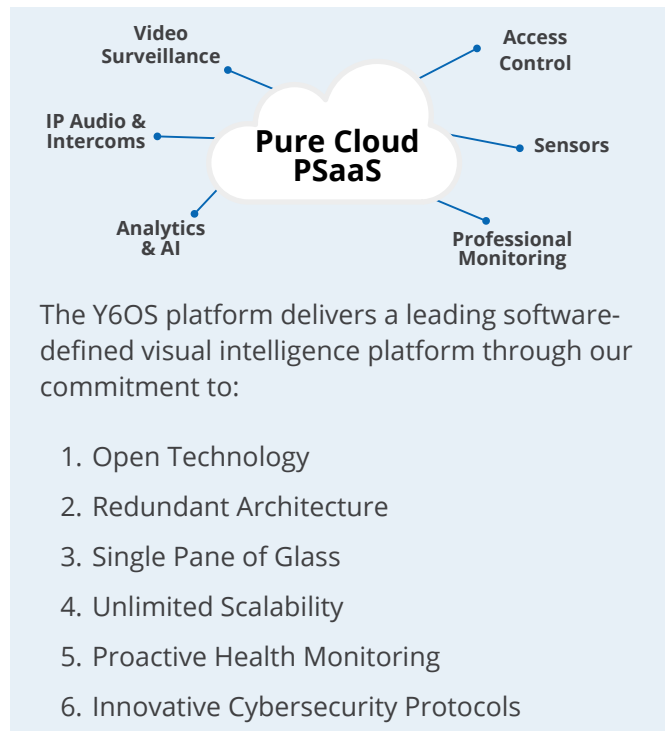 Video
Surveillance
Access
Control
IP Audio &
Intercoms
Pure Cloud
PSaaS
Sensors
Analytics
& AI
Professional
Monitoring
The Y6OS platform delivers a leading software-
defined visual intelligence platform through our
commitment to:
1. Open Technology
2. Redundant Architecture
3. Single Pane of Glass
4. Unlimited Scalability
5. Proactive Health Monitoring
6. Innovative Cybersecurity Protocols